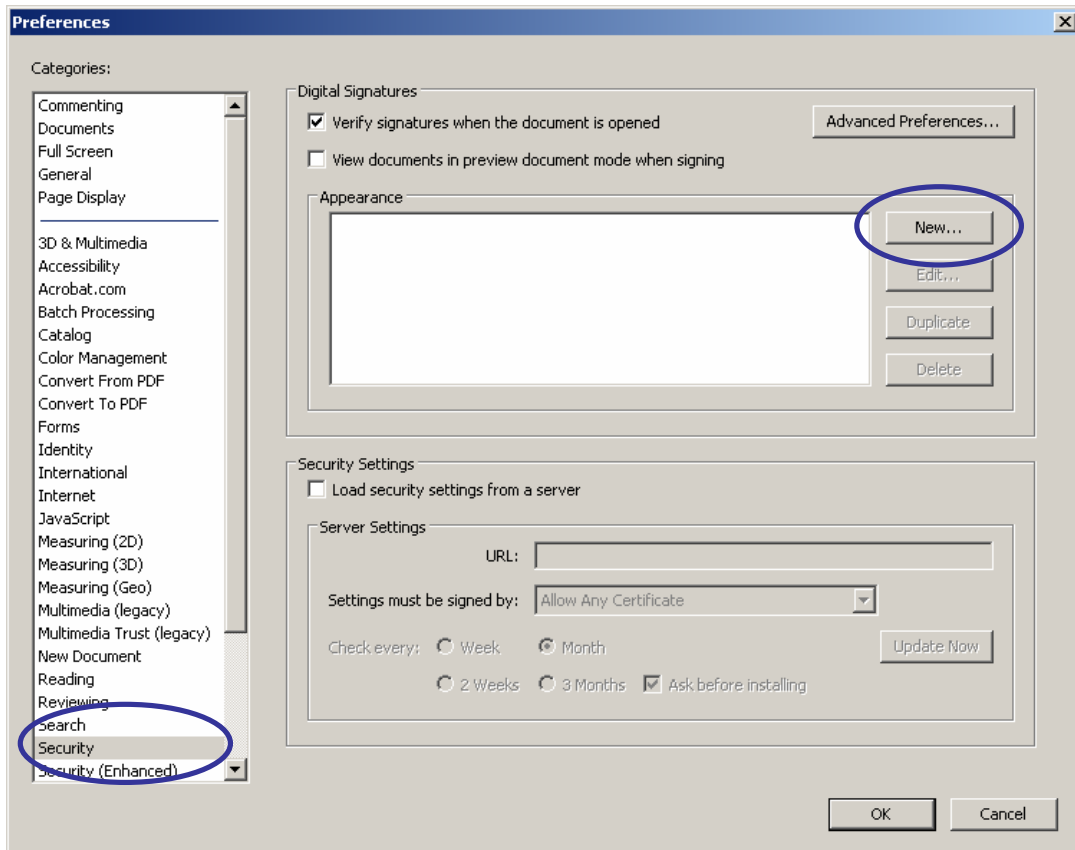 Preferences
Categories:
Commenting
Documents
Full Screen
General
Page Display
3D & Multimedia
Accessibility
Acrobat.com
Batch Processing
Catalog
Color Management
Convert From PDF
Convert To PDF
Forms
Identity
International
Internet
JavaScript
Measuring (2D)
Measuring (3D)
Measuring (Geo)
Multimedia (legacy)
Multimedia Trust (legacy)
New Document
Reading
Reviewing
Search
Security
Security (Enhanced)
Digital Signatures
Verify signatures when the document is opened
Advanced Preferences...
View documents in preview document mode when signing
Appearance
New...
Edit...
Duplicate
Delete
Security Settings
Load security settings from a server
Server Settings
URL:
Settings must be signed by: Allow Any Certificate
Check every: Week Month
Update Now
2 Weeks 3 Months Ask before installing
OK Cancel